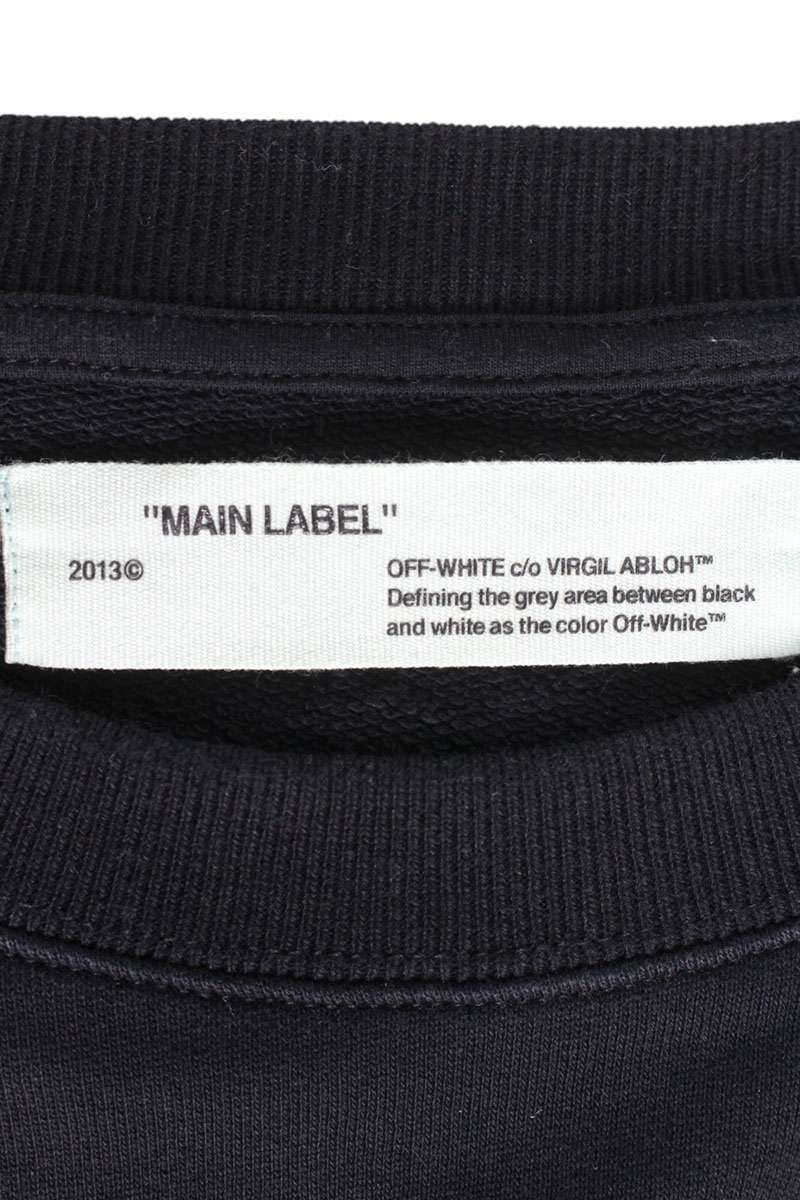 "MAIN LABEL"
2013©
OFF-WHITE c/o VIRGIL ABLOH™
Defining the grey area between black
and white as the color Off-White™